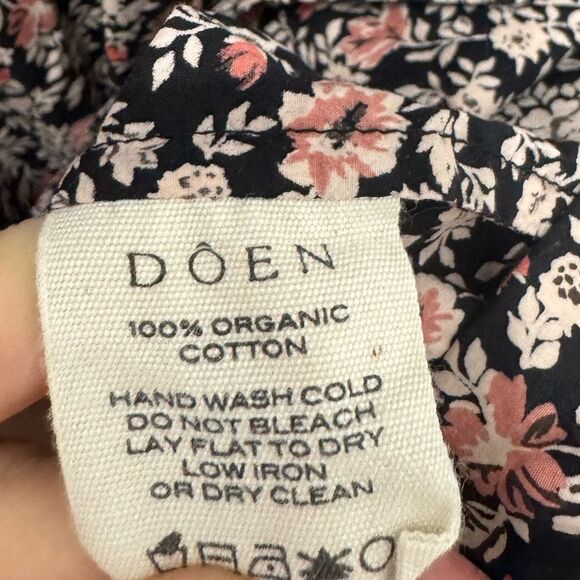 DÔEN
100% ORGANIC
COTTON
HAND WASH COLD
DO NOT BLEACH
LAY FLAT TO DRY
LOW IRON
OR DRY CLEAN